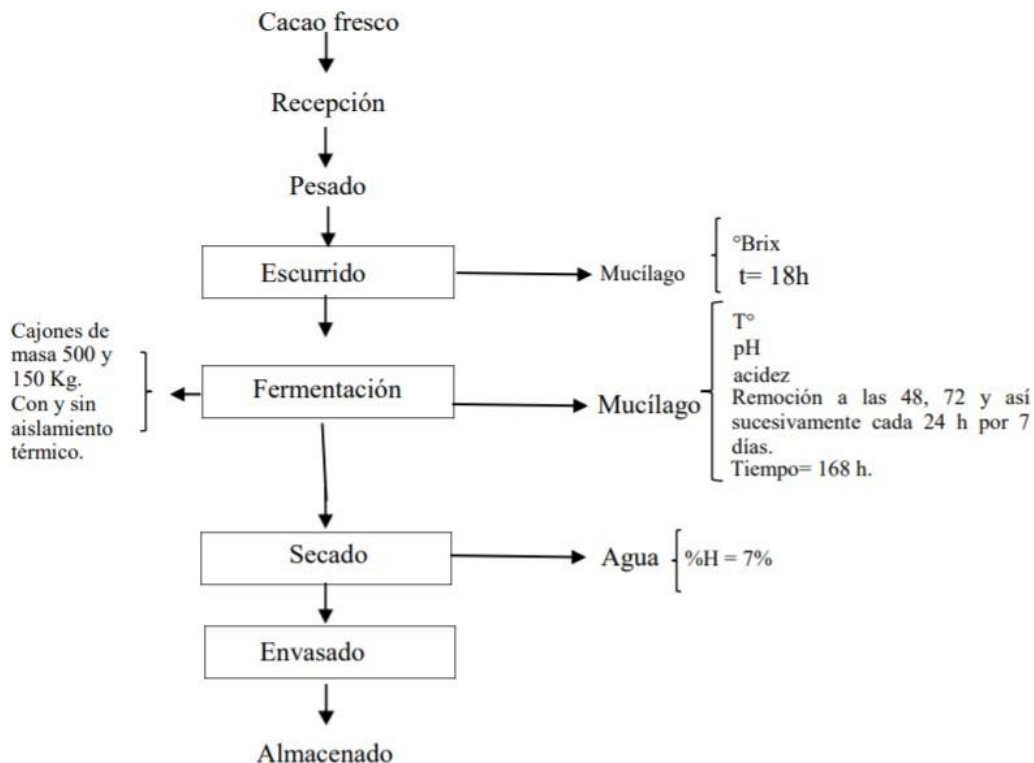 Cacao fresco
Recepción
Pesado
Escurrido
Mucílago
°Brix
t= 18h
Cajones de
masa 500 y
150 Kg.
Con y sin
aislamiento
térmico.
Fermentación
Mucílago
T°
pH
acidez
Remoción a las 48, 72 y así
sucesivamente cada 24 h por 7
días.
Tiempo= 168 h.
Secado
Agua
%H = 7%
Envasado
Almacenado